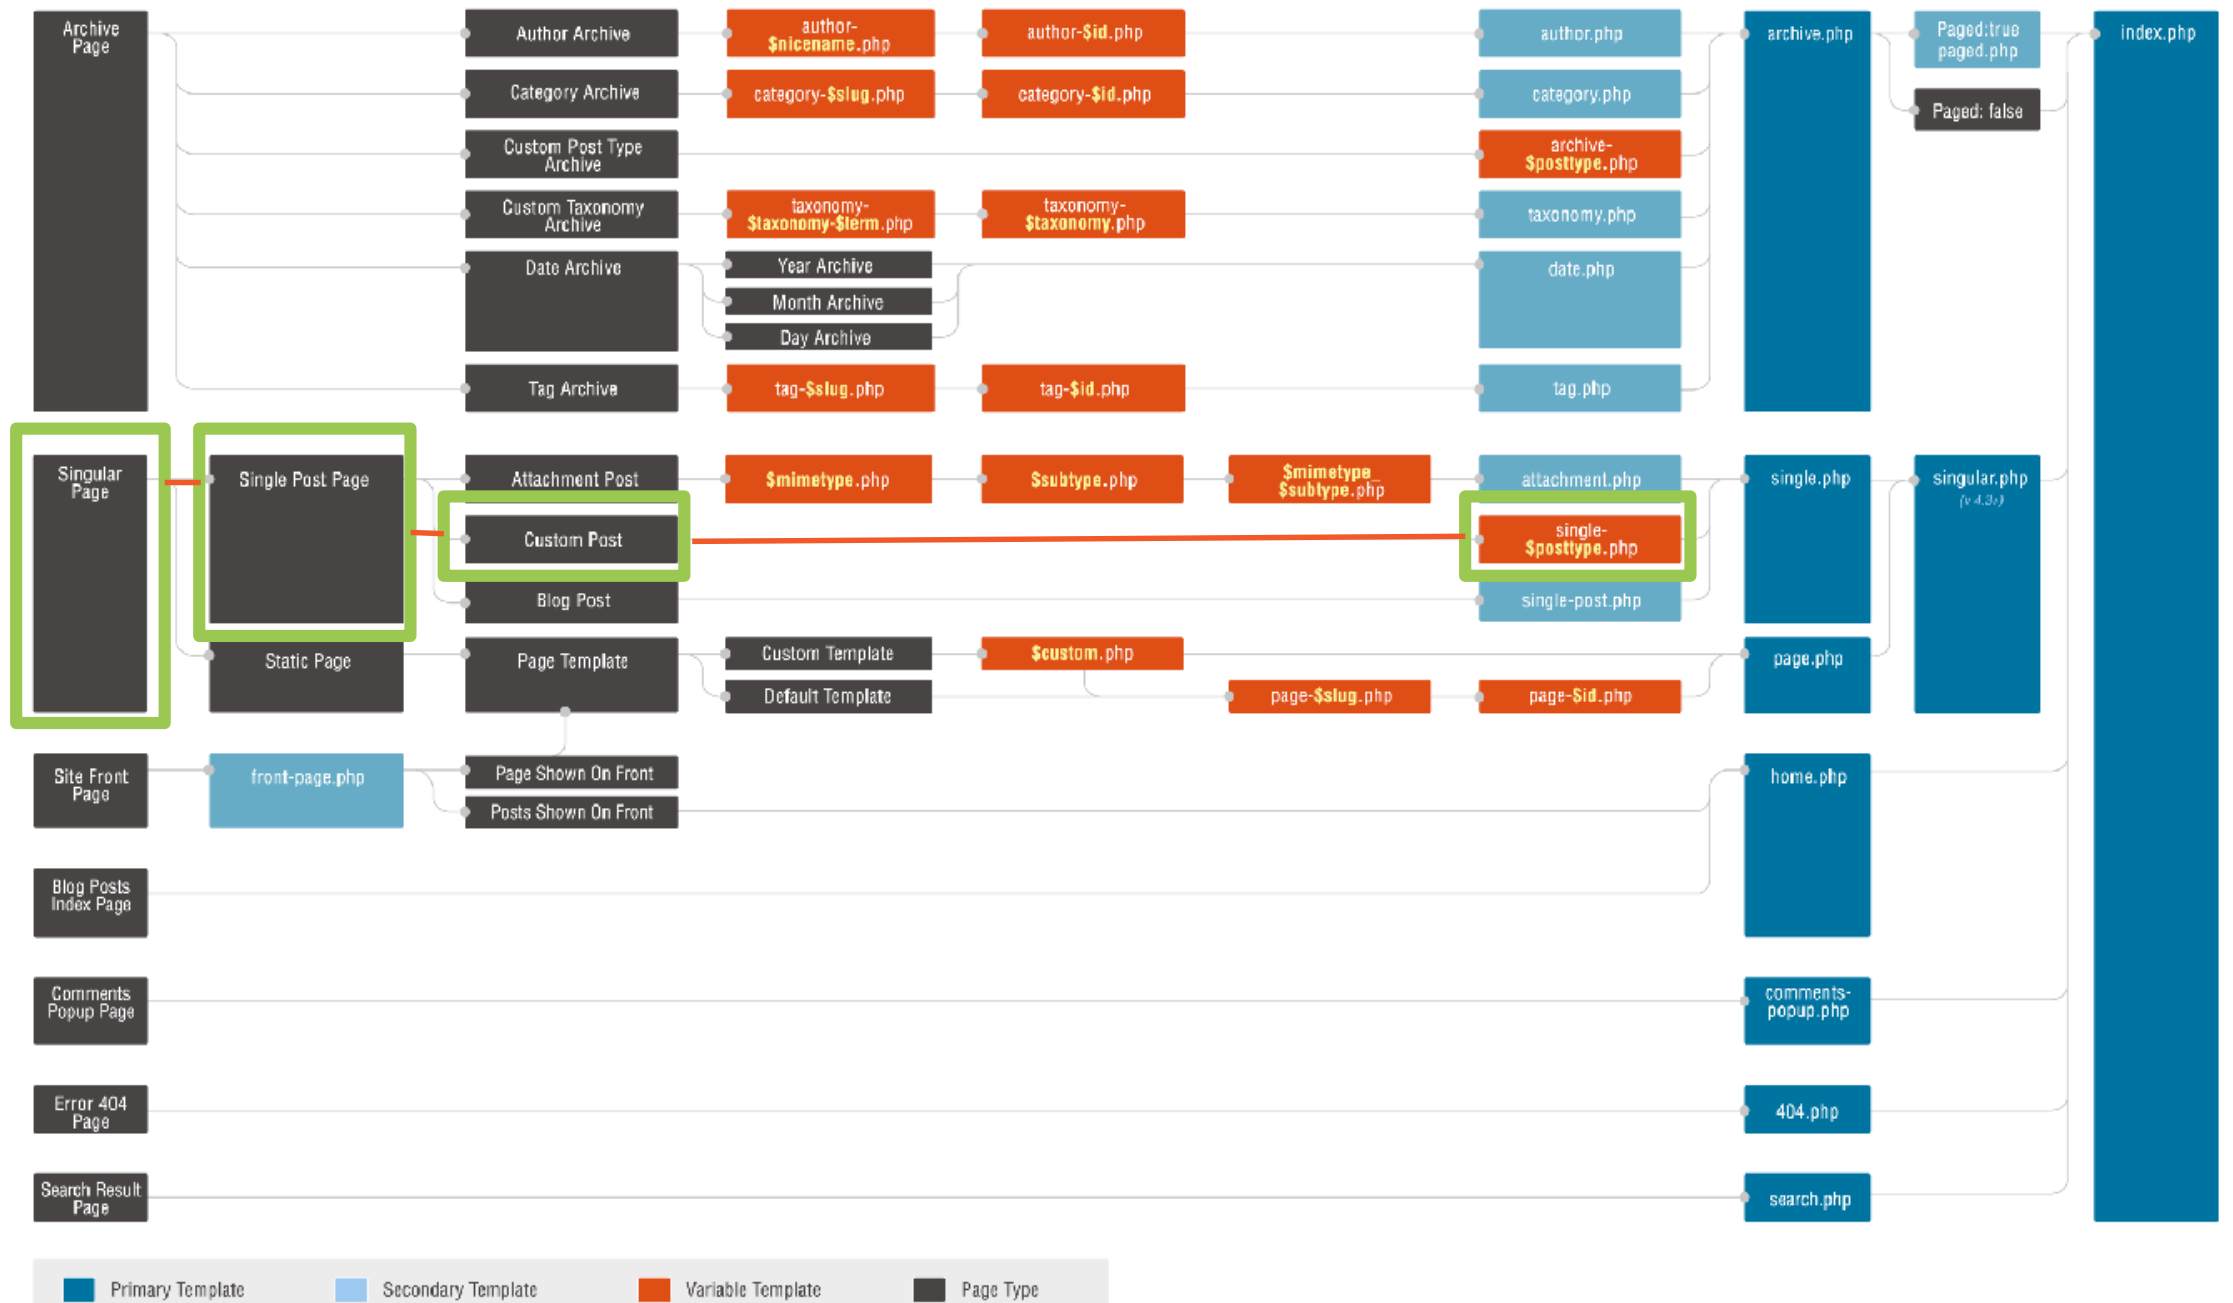 Archive
Page
Author Archive
author-
$nicename.php
author-$id.php
author.php
archive.php
Paged:true
paged.php
index.php
Category Archive
category-$slug.php
category-$id.php
category.php
Paged: false
Custom Post Type
Archive
archive-
$posttype.php
Custom Taxonomy
Archive
taxonomy-
$taxonomy-$term.php
taxonomy-
$taxonomy.php
taxonomy.php
Date Archive
Year Archive
Month Archive
Day Archive
date.php
Tag Archive
tag-$slug.php
tag-$id.php
tag.php
Singular
Page
Single Post Page
Attachment Post
$mimetype.php
$subtype.php
$mimetype_
$subtype.php
attachment.php
single.php
singular.php
(v 4.3+)
Custom Post
single-
$posttype.php
Blog Post
single-post.php
Static Page
Page Template
Custom Template
$custom.php
page.php
Default Template
page-$slug.php
page-$id.php
Site Front
Page
front-page.php
Page Shown On Front
Posts Shown On Front
home.php
Blog Posts
Index Page
Comments
Popup Page
comments-
popup.php
Error 404
Page
404.php
Search Result
Page
search.php
Primary Template
Secondary Template
Variable Template
Page Type